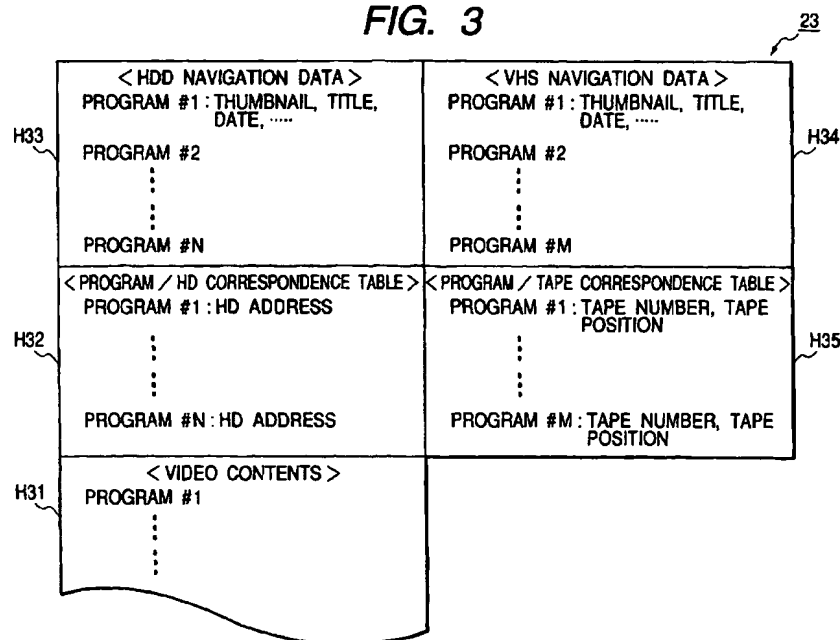 FIG. 3
23
< HDD NAVIGATION DATA >
PROGRAM #1 : THUMBNAIL, TITLE,
DATE, ·····
PROGRAM #2
PROGRAM #N
H33
< VHS NAVIGATION DATA >
PROGRAM #1 : THUMBNAIL, TITLE,
DATE, ·····
PROGRAM #2
PROGRAM #M
H34
< PROGRAM / HD CORRESPONDENCE TABLE >
PROGRAM #1 : HD ADDRESS
PROGRAM #N : HD ADDRESS
H32
< PROGRAM / TAPE CORRESPONDENCE TABLE >
PROGRAM #1 : TAPE NUMBER, TAPE
POSITION
PROGRAM #M : TAPE NUMBER, TAPE
POSITION
H35
< VIDEO CONTENTS >
PROGRAM #1
H31